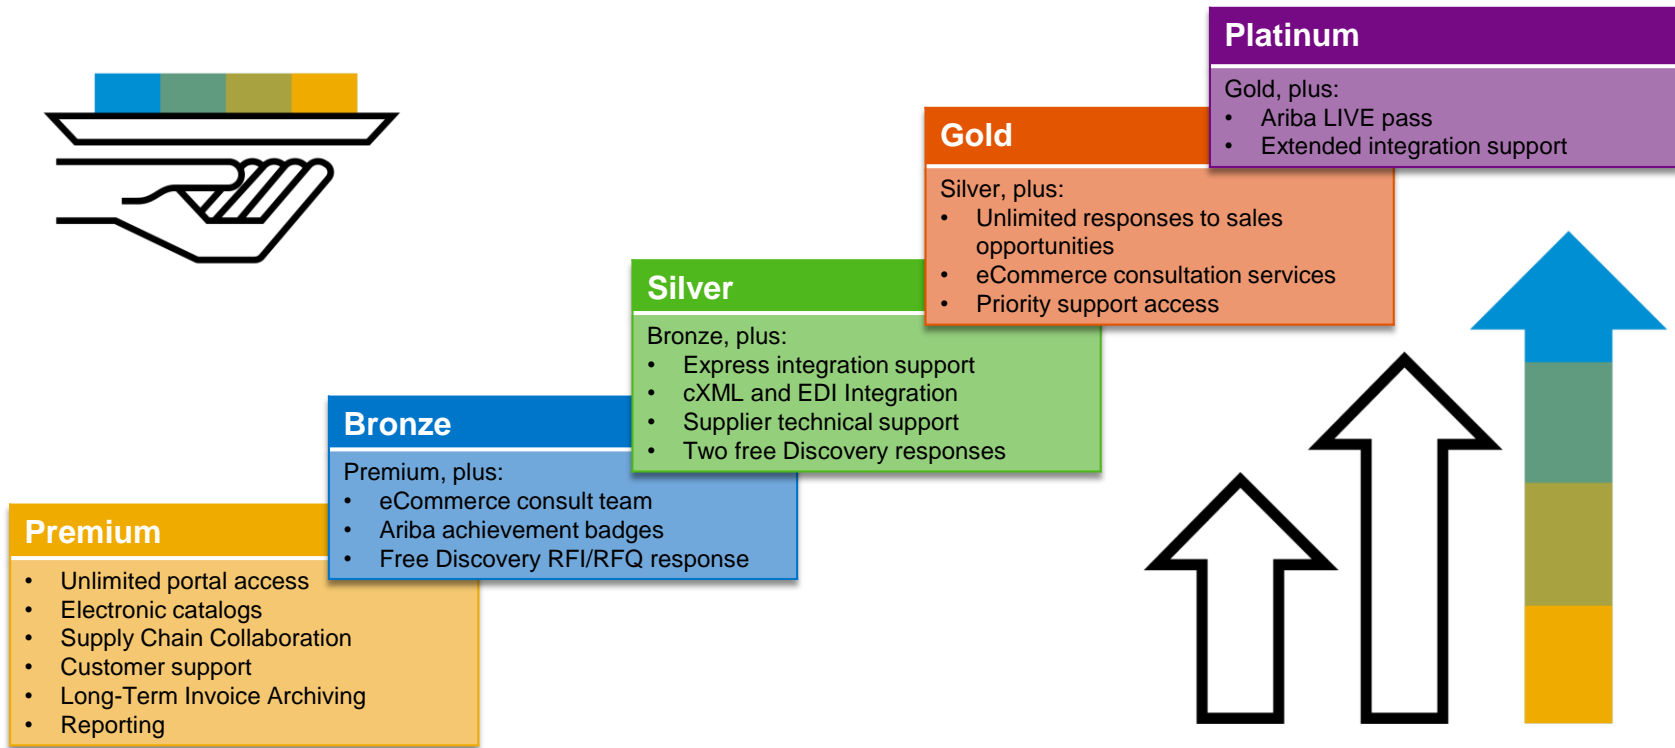 Premium
• Unlimited portal access
• Electronic catalogs
• Supply Chain Collaboration
• Customer support
• Long-Term Invoice Archiving
• Reporting
Bronze
Premium, plus:
• eCommerce consult team
• Ariba achievement badges
• Free Discovery RFI/RFQ response
Silver
Bronze, plus:
• Express integration support
• cXML and EDI Integration
• Supplier technical support
• Two free Discovery responses
Gold
Silver, plus:
• Unlimited responses to sales
opportunities
• eCommerce consultation services
• Priority support access
Platinum
Gold, plus:
• Ariba LIVE pass
• Extended integration support